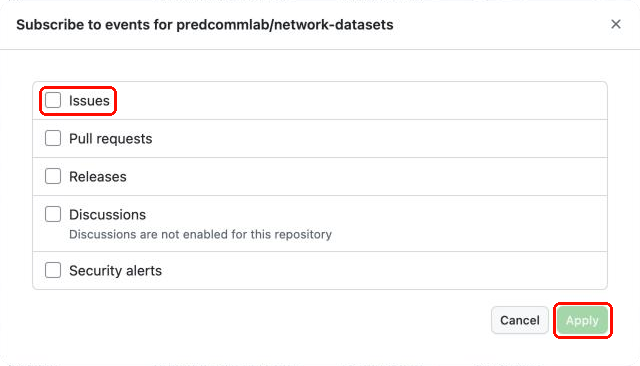 Subscribe to events for predcommlab/network-datasets
Issues
Pull requests
Releases
Discussions
Discussions are not enabled for this repository
Security alerts
Cancel
Apply